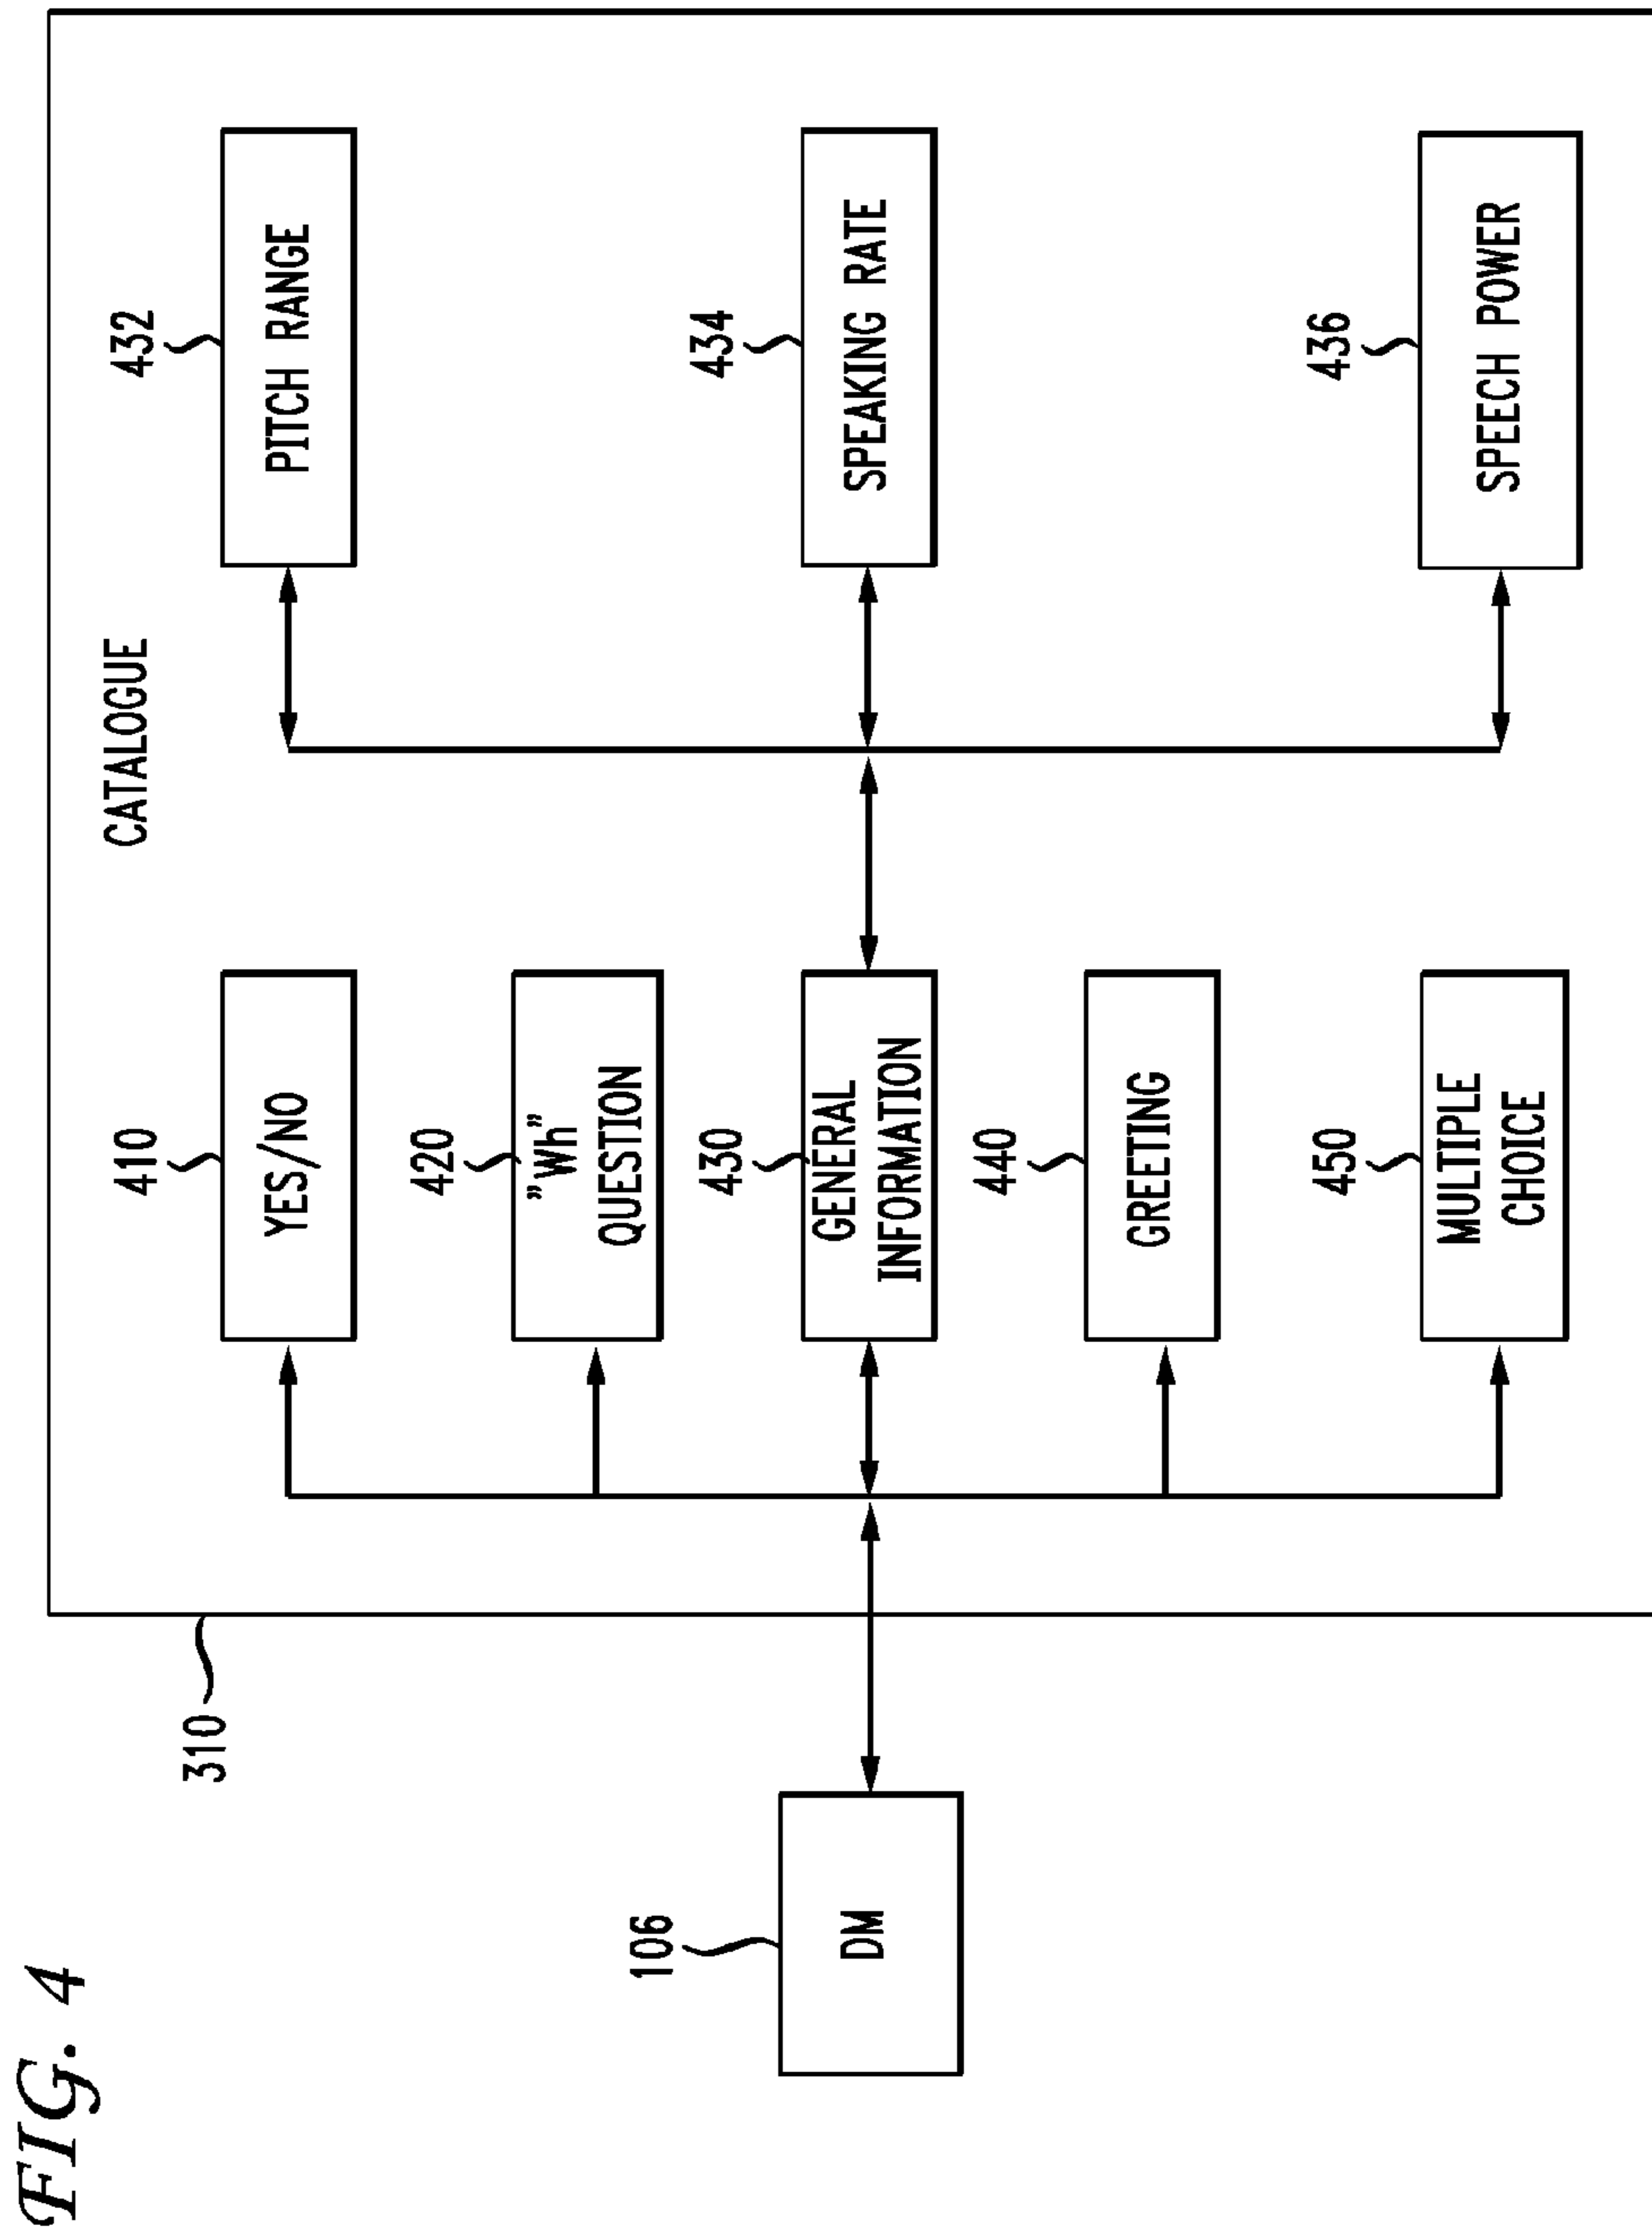 FIG. 4
CATALOGUE
310
106
DM
410
YES/NO
420
"Wh"
QUESTION
430
GENERAL
INFORMATION
440
GREETING
450
MULTIPLE
CHOICE
432
PITCH RANGE
434
SPEAKING RATE
436
SPEECH POWER